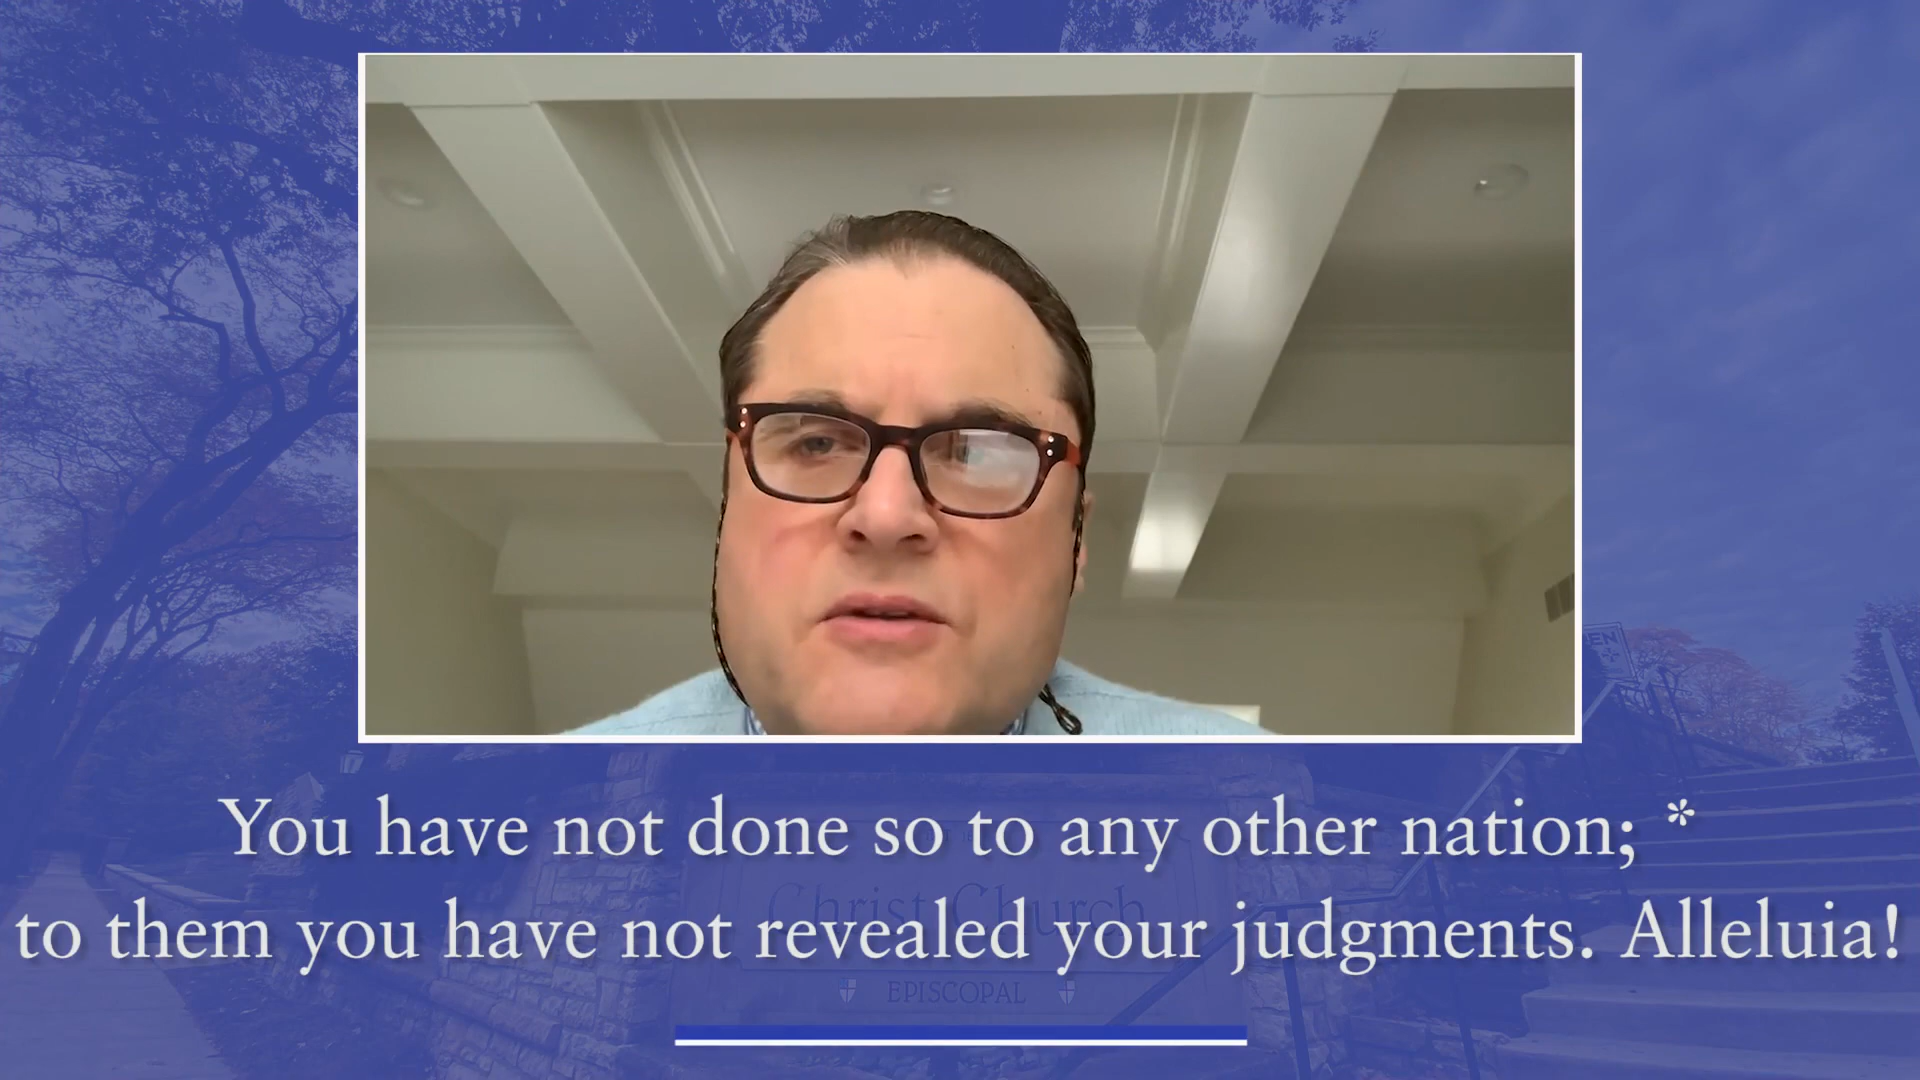 You have not done so to any other nation; *
to them you have not revealed your judgments. Alleluia!
Christ Church
EPISCOPAL